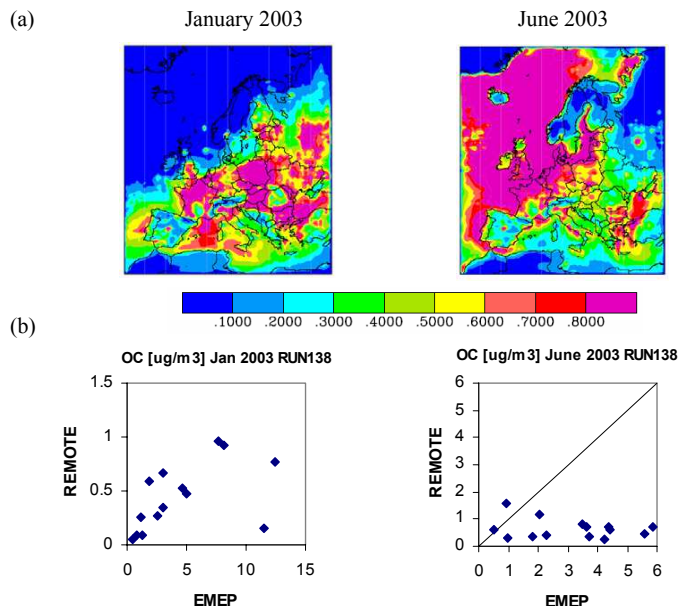 (a)
January 2003
June 2003
.1000 .2000 .3000 .4000 .5000 .6000 .7000 .8000
(b)
OC [ug/m3] Jan 2003 RUN138
1.5
1
0.5
0
0 5 10 15
REMOTE
EMEP
OC [ug/m3] June 2003 RUN138
6
5
4
3
2
1
0
0 1 2 3 4 5 6
REMOTE
EMEP